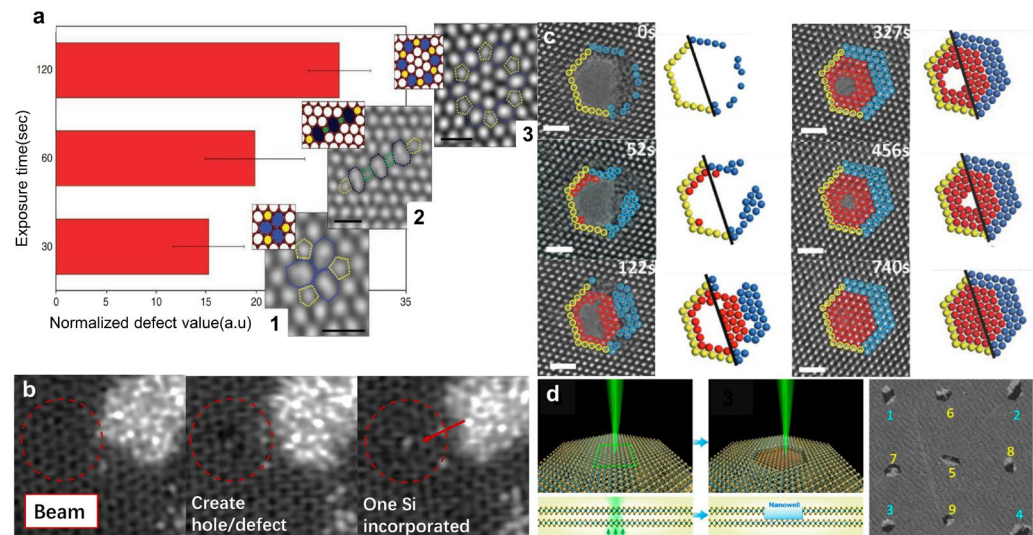 a
Exposure time(sec)
120
60
30
0
5
10
15
20
35
Normalized defect value(a.u)
1
2
3
b
Beam
Create
hole/defect
One Si
incorporated
c
0s
52s
122s
327s
456s
740s
d
3
Nanowell
1
6
2
7
5
8
3
9
4